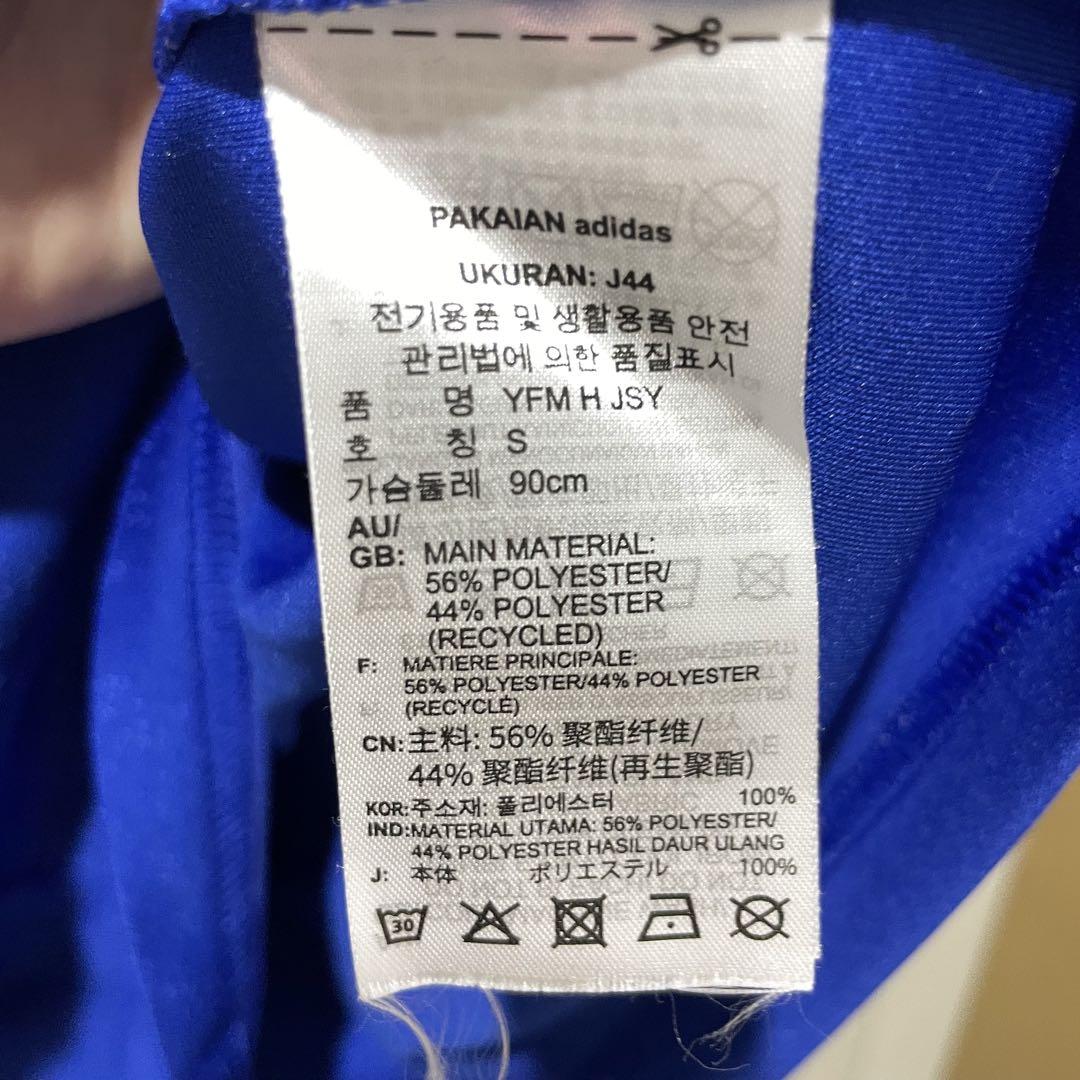 PAKAIAN adidas
UKURAN: J44
전기용품 및 생활용품 안전
관리법에 의한 품질표시
품 명 YFM H JSY
호 칭 S
가슴둘레 90cm
AU/
GB: MAIN MATERIAL:
56% POLYESTER/
44% POLYESTER
(RECYCLED)
F: MATIERE PRINCIPALE:
56% POLYESTER/44% POLYESTER
(RECYCLÉ)
CN: 主料: 56% 聚酯纤维/
44% 聚酯纤维(再生聚酯)
KOR: 주소재: 폴리에스터 100%
IND: MATERIAL UTAMA: 56% POLYESTER/
44% POLYESTER HASIL DAUR ULANG
J: 本体 ポリエステル 100%
30